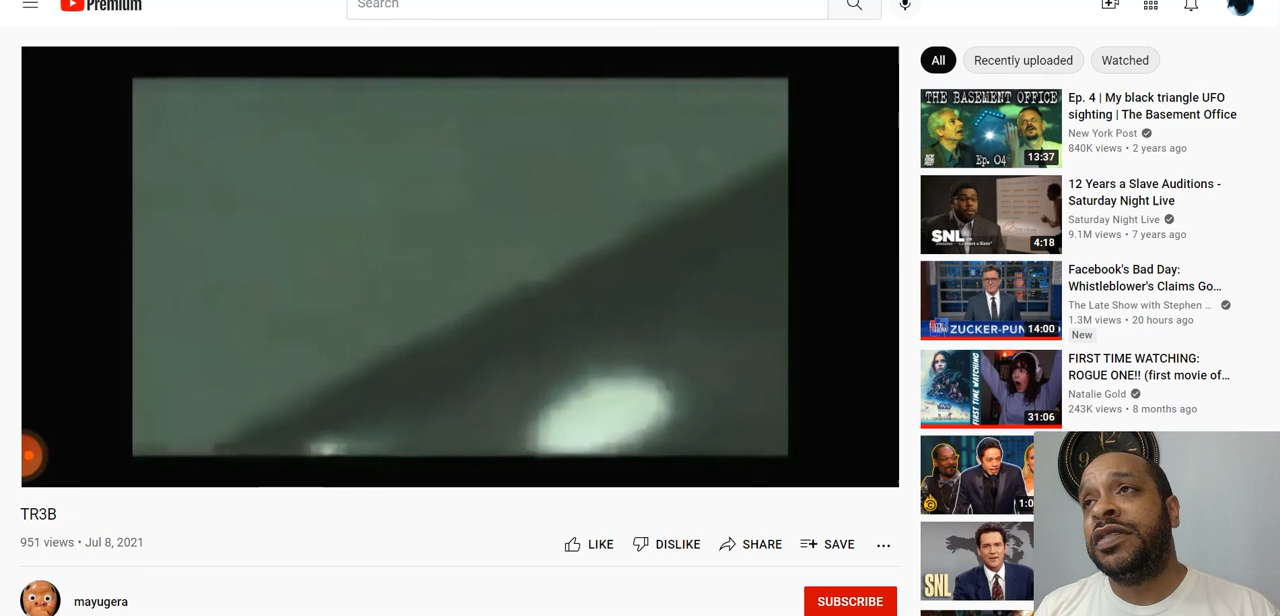 Premium
Search
All
Recently uploaded
Watched
THE BASEMENT OFFICE
Ep. 04
13:37
Ep. 4 | My black triangle UFO
sighting | The Basement Office
New York Post
840K views • 2 years ago
SNL
4:18
12 Years a Slave Auditions -
Saturday Night Live
Saturday Night Live
9.1M views • 7 years ago
ZUCKER-PUN
14:00
Facebook's Bad Day:
Whistleblower's Claims Go...
The Late Show with Stephen ...
1.3M views • 20 hours ago
New
FIRST TIME WATCHING
31:06
FIRST TIME WATCHING:
ROGUE ONE!! (first movie of...
Natalie Gold
243K views • 8 months ago
1:0
SNL
TR3B
951 views • Jul 8, 2021
LIKE
DISLIKE
SHARE
SAVE
mayugera
SUBSCRIBE